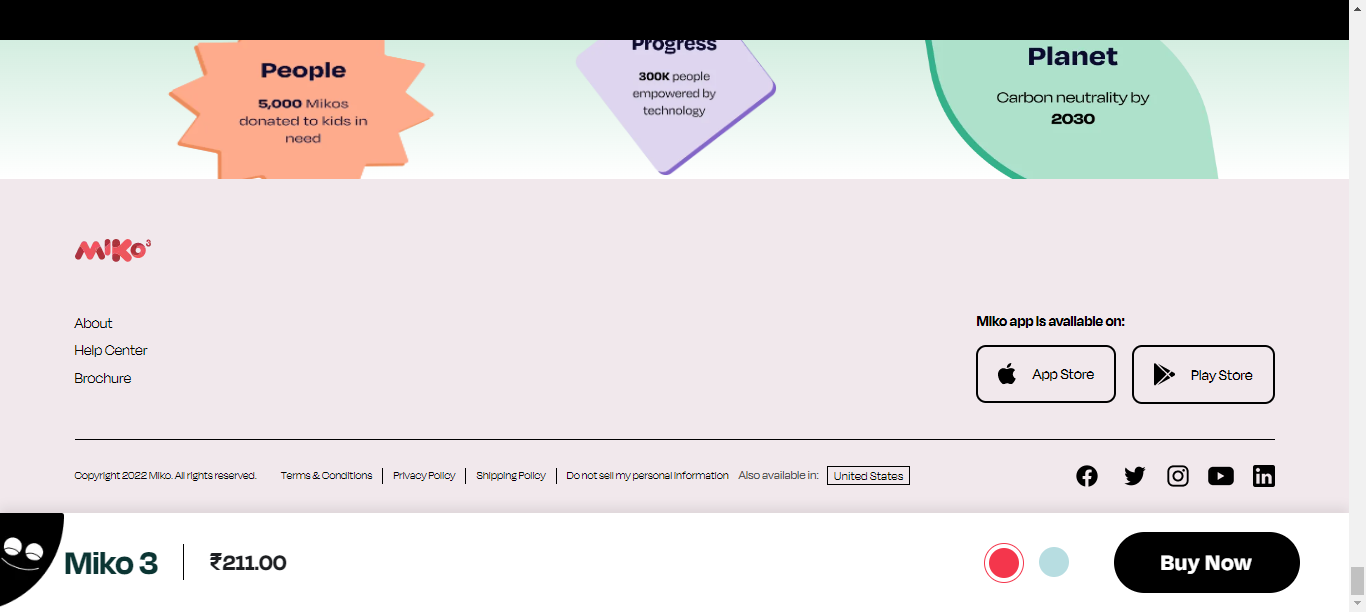 People
5,000 Mikos
donated to kids in
need
Progress
300K people
empowered by
technology
Planet
Carbon neutrality by
2030
MIKO3
About
Help Center
Brochure
Miko app is available on:
App Store
Play Store
Copyright 2022 Miko. All rights reserved.
Terms & Conditions
Privacy Policy
Shipping Policy
Do not sell my personal information
Also available in:
United States
Miko 3
₹211.00
Buy Now